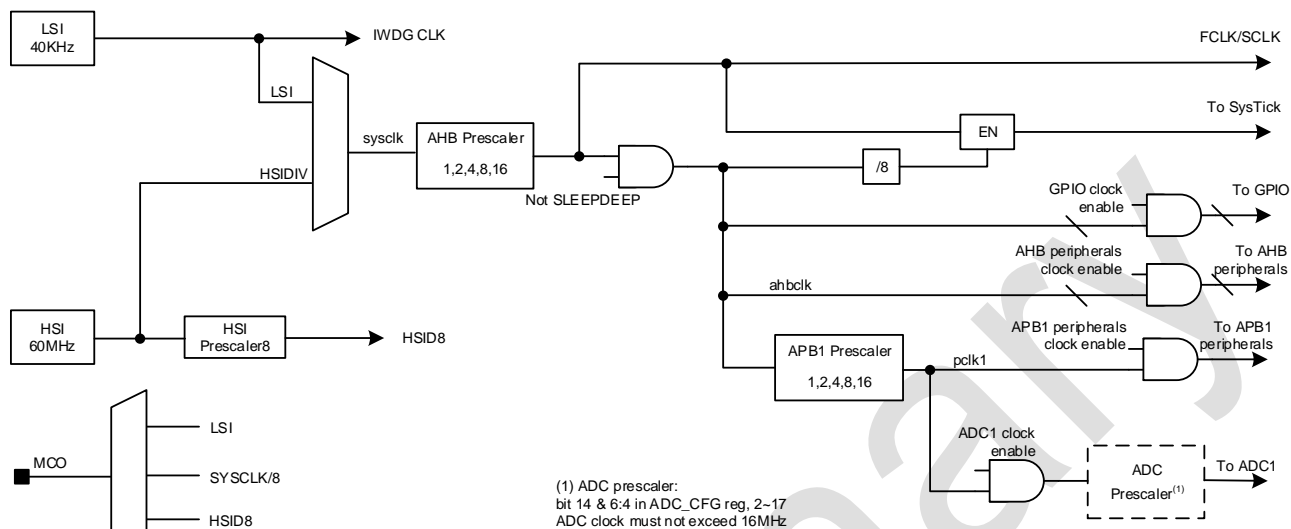 LSI
40KHz
IWDG CLK
FCLK/SCLK
LSI
To SysTick
sysclk
AHB Prescaler
1,2,4,8,16
EN
HSIDIV
/8
Not SLEEPDEEP
GPIO clock
enable
To GPIO
AHB peripherals
clock enable
To AHB
peripherals
ahbclk
HSI
60MHz
HSI
Prescaler8
HSID8
APB1 peripherals
clock enable
To APB1
peripherals
APB1 Prescaler
1,2,4,8,16
pclk1
LSI
MCO
SYSCLK/8
HSID8
ADC1 clock
enable
ADC
Prescaler(1)
To ADC1
(1) ADC prescaler:
bit 14 & 6:4 in ADC_CFG reg, 2~17
ADC clock must not exceed 16MHz
nary